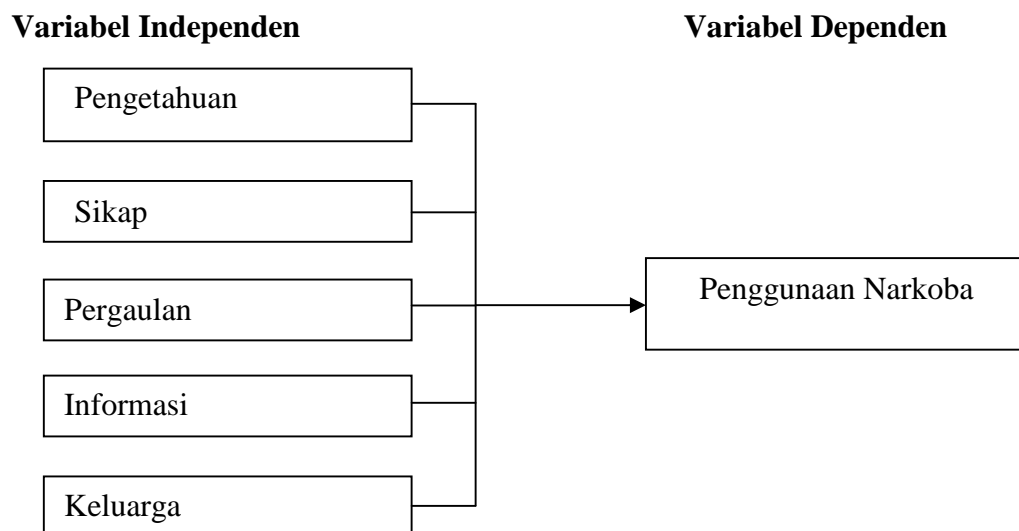 Variabel Independen
Variabel Dependen
Pengetahuan
Sikap
Pergaulan
Informasi
Keluarga
Penggunaan Narkoba